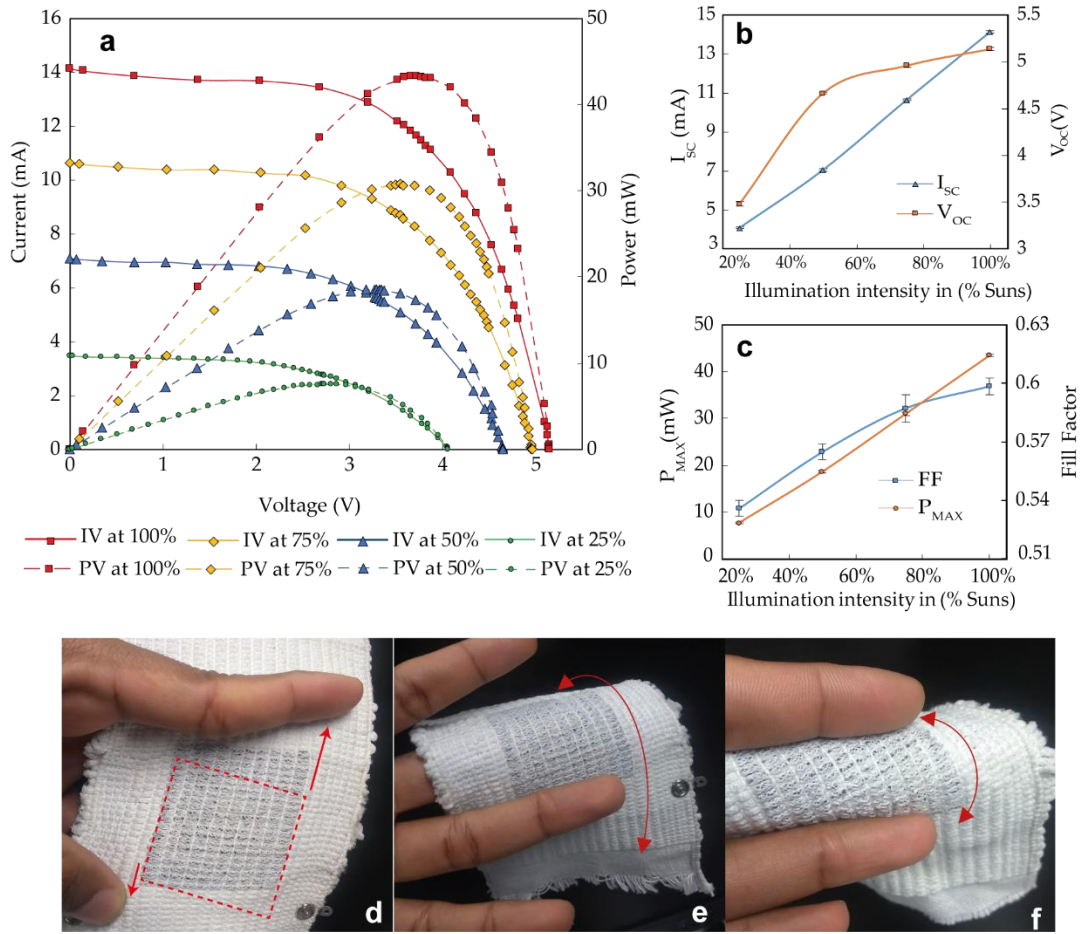 a
16
14
12
10
8
6
4
2
0
Current (mA)
50
40
30
20
10
0
Power (mW)
0
1
2
3
4
5
Voltage (V)
IV at 100%
IV at 75%
IV at 50%
IV at 25%
PV at 100%
PV at 75%
PV at 50%
PV at 25%
b
15
13
11
9
7
5
3
I_SC (mA)
5.5
5
4.5
4
3.5
3
V_OC(V)
I_SC
V_OC
20%
40%
60%
80%
100%
Illumination intensity in (% Suns)
c
50
40
30
20
10
0
P_MAX(mW)
0.63
0.6
0.57
0.54
0.51
Fill Factor
FF
P_MAX
20%
40%
60%
80%
100%
Illumination intensity in (% Suns)
d
e
f